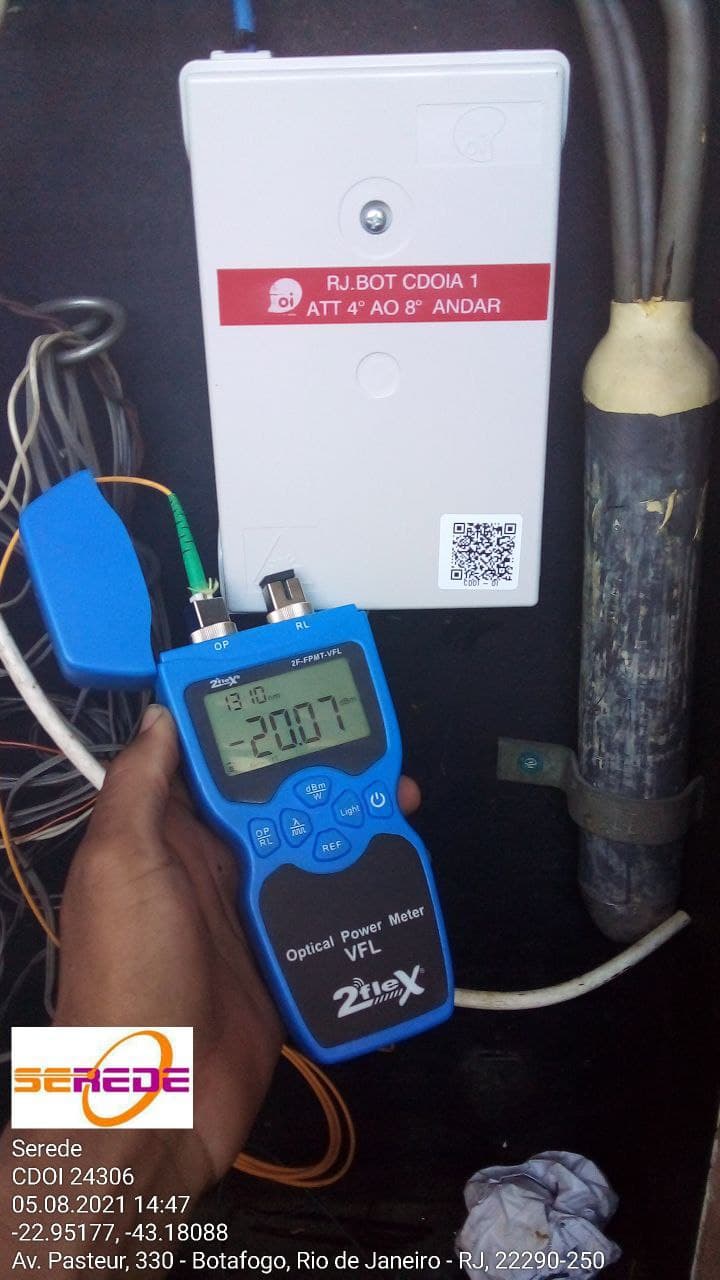 oi
RJ.BOT CDOIA 1
oi
ATT 4° AO 8° ANDAR
CDOI - 01
OP
RL
2flex
2F-FPMT-VFL
1310nm
-20.07 dBm
dBm
W
OP
RL
λ
Light
REF
Optical Power Meter
VFL
2flex
SEREDE
Serede
CDOI 24306
05.08.2021 14:47
-22.95177, -43.18088
Av. Pasteur, 330 - Botafogo, Rio de Janeiro - RJ, 22290-250